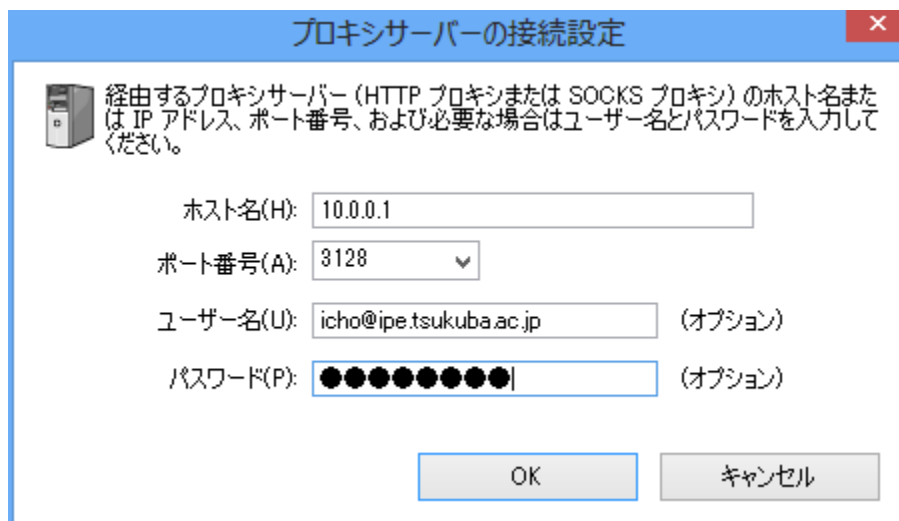 プロキシサーバーの接続設定
経由するプロキシサーバー (HTTP プロキシまたは SOCKS プロキシ) のホスト名また
は IP アドレス、ポート番号、および必要な場合はユーザー名とパスワードを入力して
ください。
ホスト名(H): 10.0.0.1
ポート番号(A): 3128
ユーザー名(U): icho@ipe.tsukuba.ac.jp (オプション)
パスワード(P): ●●●●●●●● (オプション)
OK キャンセル